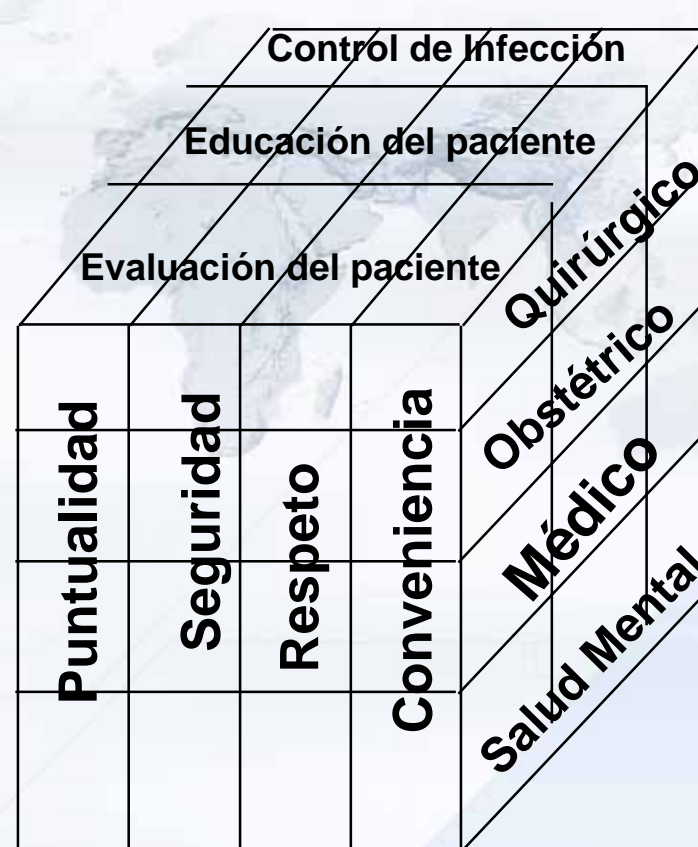 Control de Infección
Educación del paciente
Evaluación del paciente
Quirúrgico
Obstétrico
Médico
Salud Mental
Puntualidad
Seguridad
Respeto
Conveniencia